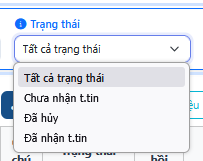 Trạng thái
Tất cả trạng thái
Tất cả trạng thái
Chưa nhận t.tin
Đã hủy
Đã nhận t.tin